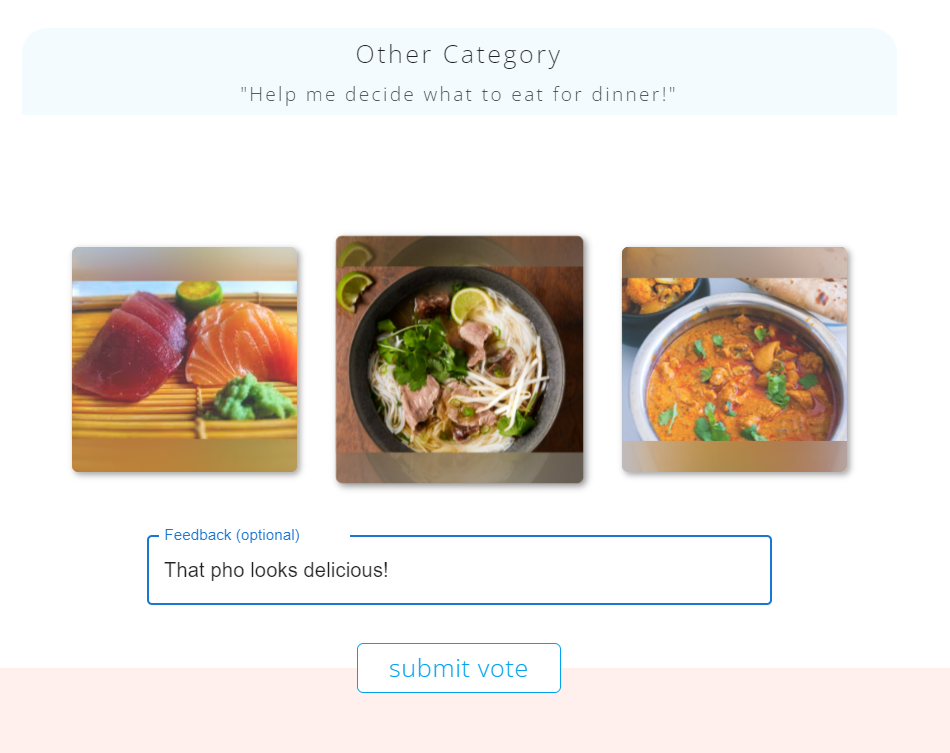 Other Category
"Help me decide what to eat for dinner!"
Feedback (optional)
That pho looks delicious!
submit vote